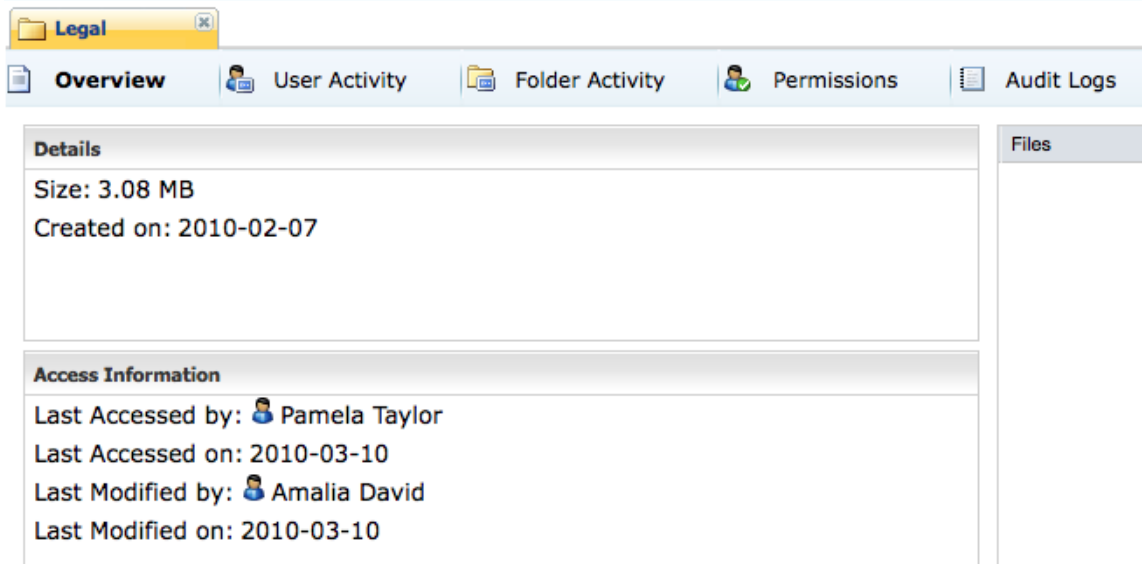 Legal
Overview User Activity Folder Activity Permissions Audit Logs
Details
Size: 3.08 MB
Created on: 2010-02-07
Files
Access Information
Last Accessed by: Pamela Taylor
Last Accessed on: 2010-03-10
Last Modified by: Amalia David
Last Modified on: 2010-03-10